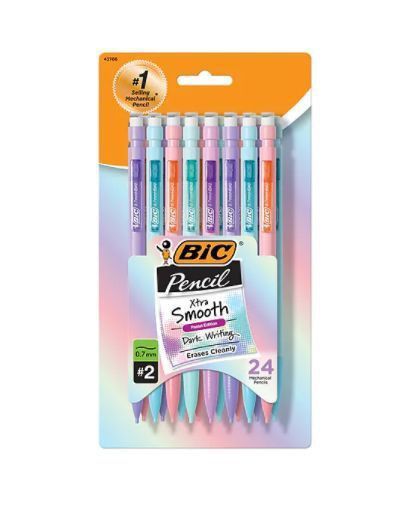 #1
Selling
Mechanical
Pencil*
BIC
Pencil
Xtra
Smooth
Pastel Edition
Dark Writing
Erases Cleanly
0.7mm
#2
24
Mechanical
Pencils